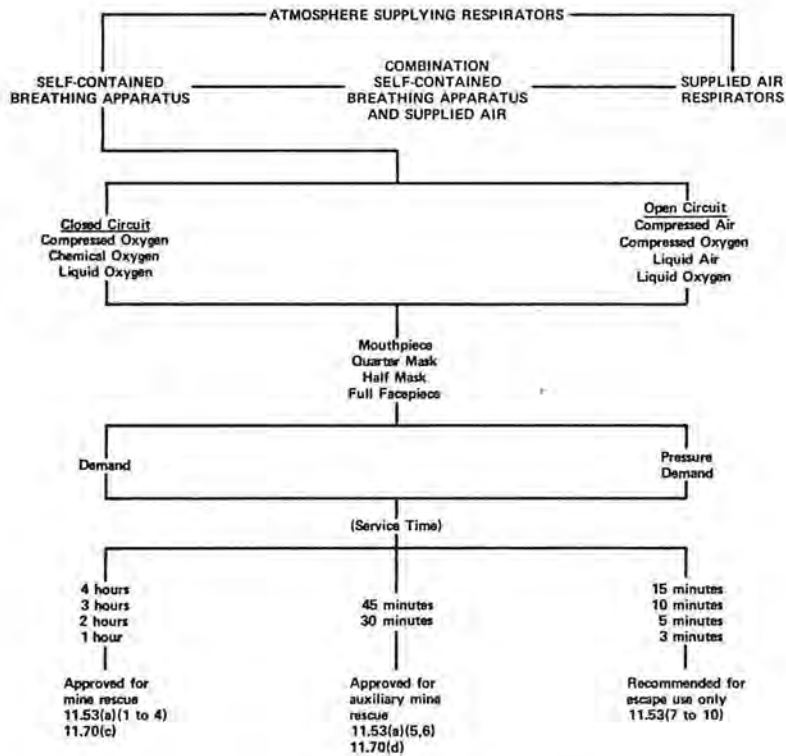 ATMOSPHERE SUPPLYING RESPIRATORS
SELF-CONTAINED
BREATHING APPARATUS
COMBINATION
SELF-CONTAINED
BREATHING APPARATUS
AND SUPPLIED AIR
SUPPLIED AIR
RESPIRATORS
Closed Circuit
Compressed Oxygen
Chemical Oxygen
Liquid Oxygen
Open Circuit
Compressed Air
Compressed Oxygen
Liquid Air
Liquid Oxygen
Mouthpiece
Quarter Mask
Half Mask
Full Facepiece
Demand
Pressure
Demand
(Service Time)
4 hours
3 hours
2 hours
1 hour
45 minutes
30 minutes
15 minutes
10 minutes
5 minutes
3 minutes
Approved for
mine rescue
11.53(a)(1 to 4)
11.70(c)
Approved for
auxiliary mine
rescue
11.53(a)(5,6)
11.70(d)
Recommended for
escape use only
11.53(7 to 10)